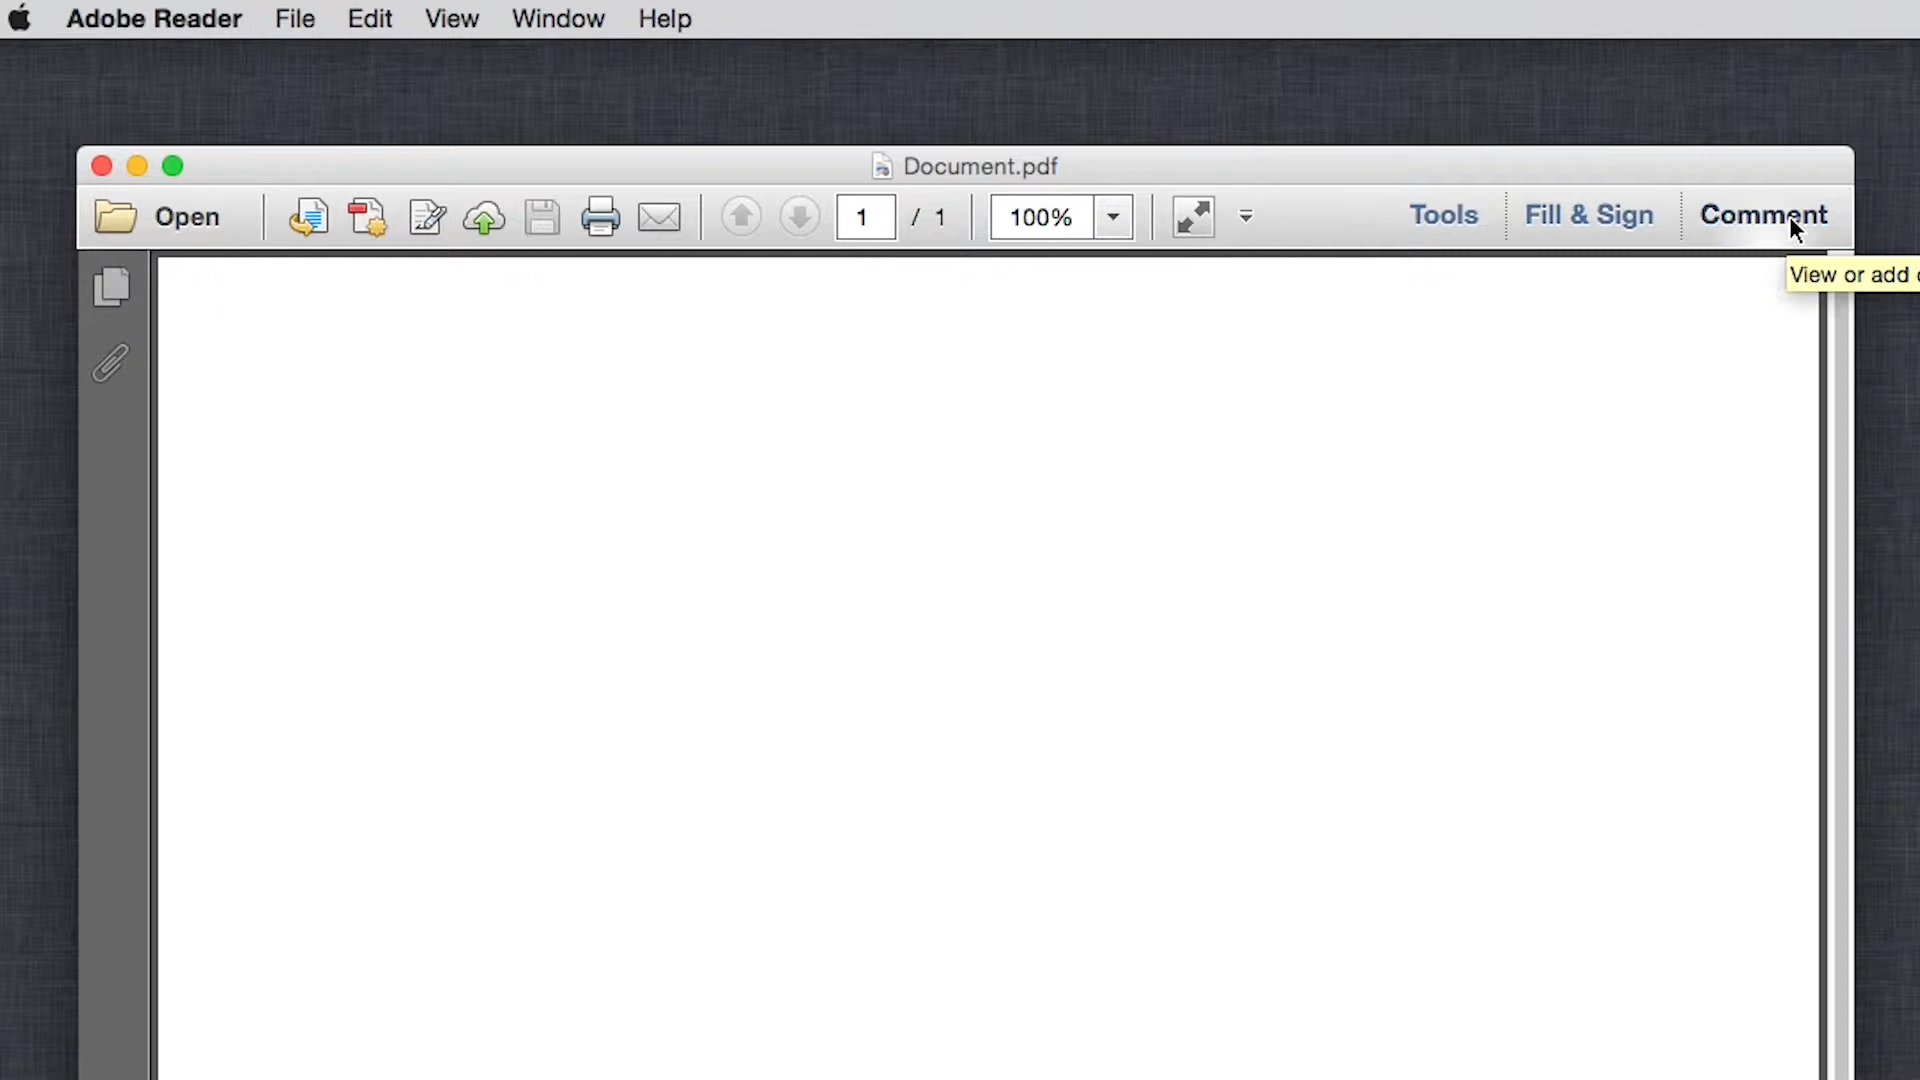 Adobe Reader File Edit View Window Help
Document.pdf
Open 1 / 1 100% Tools Fill & Sign Comment
View or add